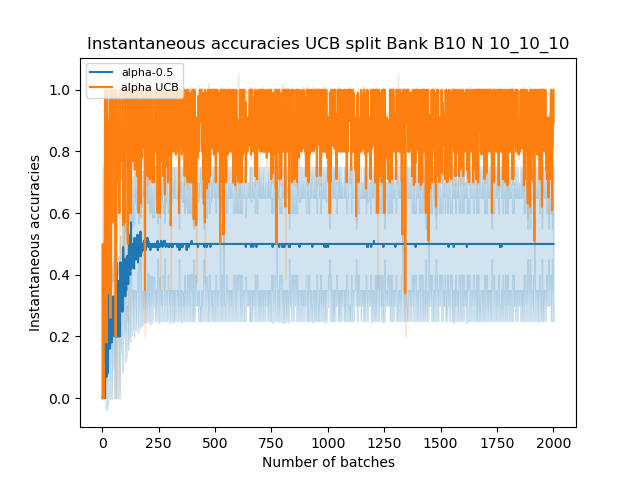 Instantaneous accuracies UCB split Bank B10 N 10_10_10
alpha-0.5
alpha UCB
Instantaneous accuracies
1.0
0.8
0.6
0.4
0.2
0.0
0 250 500 750 1000 1250 1500 1750 2000
Number of batches